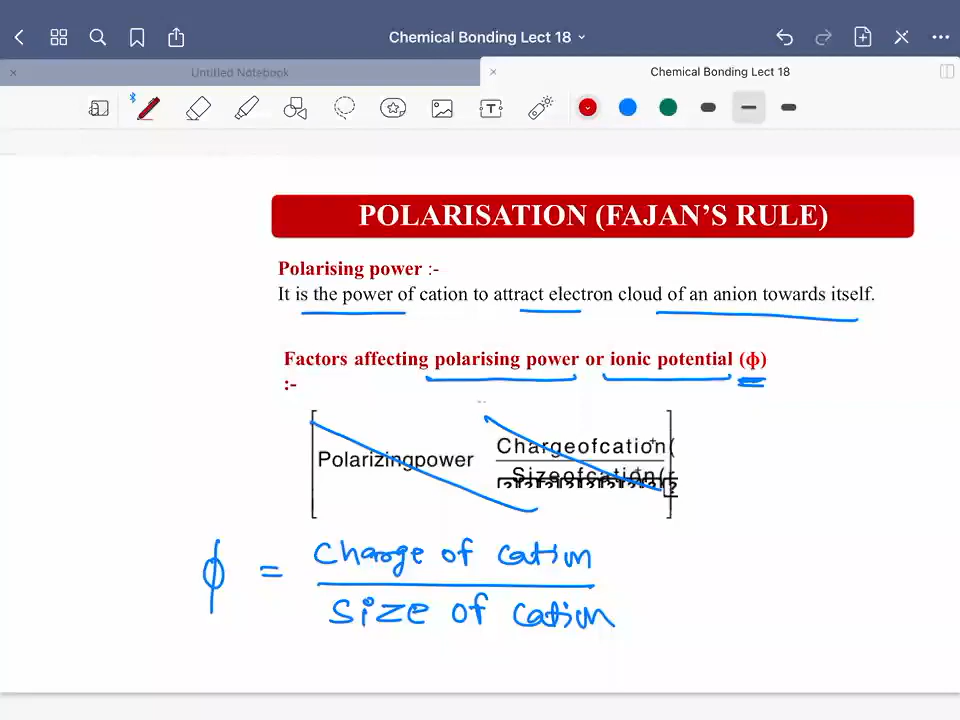 Chemical Bonding Lect 18
Untitled Notebook
Chemical Bonding Lect 18
POLARISATION (FAJAN'S RULE)
Polarising power :-
It is the power of cation to attract electron cloud of an anion towards itself.
Factors affecting polarising power or ionic potential (ϕ)
:-
Polarizingpower
Chargeofcation(
Sizeofcation(
ϕ = Charge of cation
Size of cation